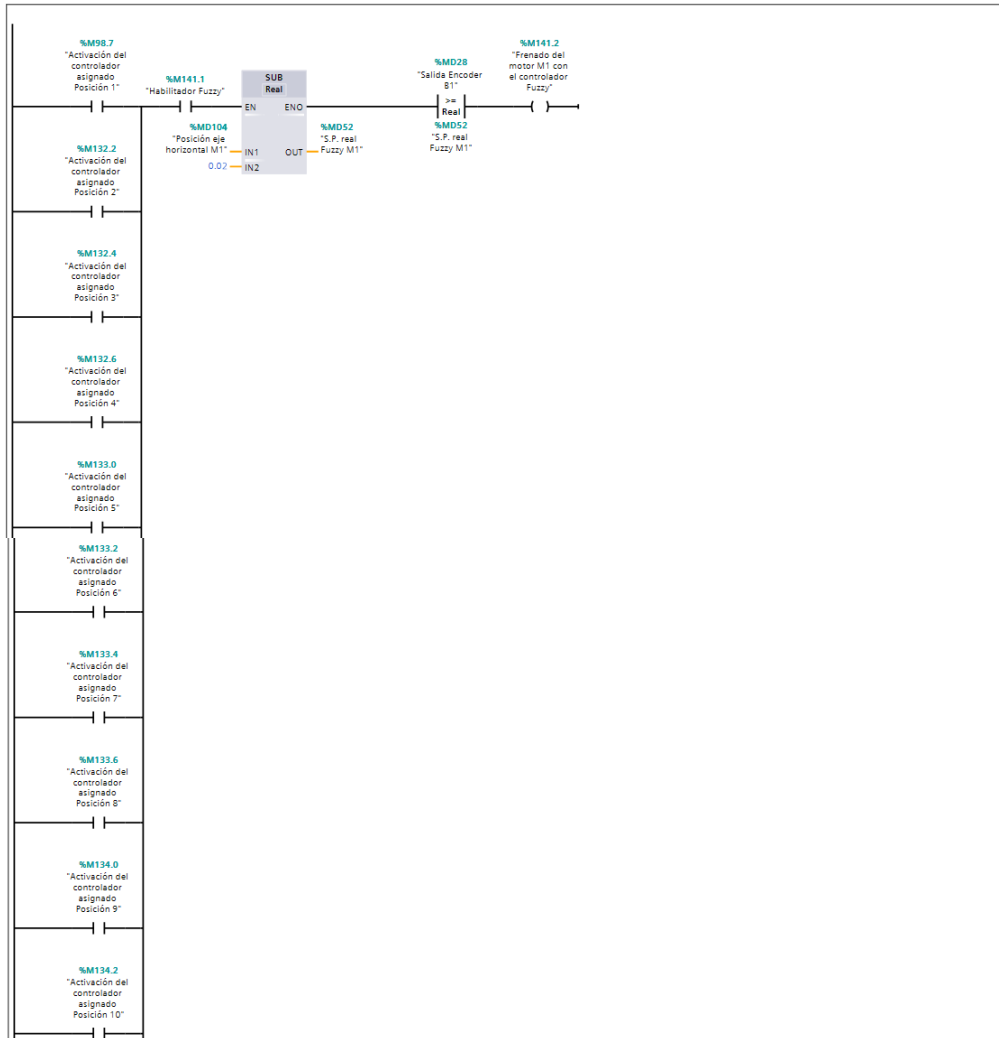 %M98.7
"Activación del
controlador
asignado
Posición 1"
%M141.1
"Habilitador Fuzzy"
SUB
Real
EN ENO
%MD104
"Posición eje
horizontal M1"
IN1
0.02
IN2
OUT
%MD52
"S.P. real
Fuzzy M1"
%MD28
"Salida Encoder
B1"
>=
Real
%MD52
"S.P. real
Fuzzy M1"
%M141.2
"Frenado del
motor M1 con
el controlador
Fuzzy"
%M132.2
"Activación del
controlador
asignado
Posición 2"
%M132.4
"Activación del
controlador
asignado
Posición 3"
%M132.6
"Activación del
controlador
asignado
Posición 4"
%M133.0
"Activación del
controlador
asignado
Posición 5"
%M133.2
"Activación del
controlador
asignado
Posición 6"
%M133.4
"Activación del
controlador
asignado
Posición 7"
%M133.6
"Activación del
controlador
asignado
Posición 8"
%M134.0
"Activación del
controlador
asignado
Posición 9"
%M134.2
"Activación del
controlador
asignado
Posición 10"